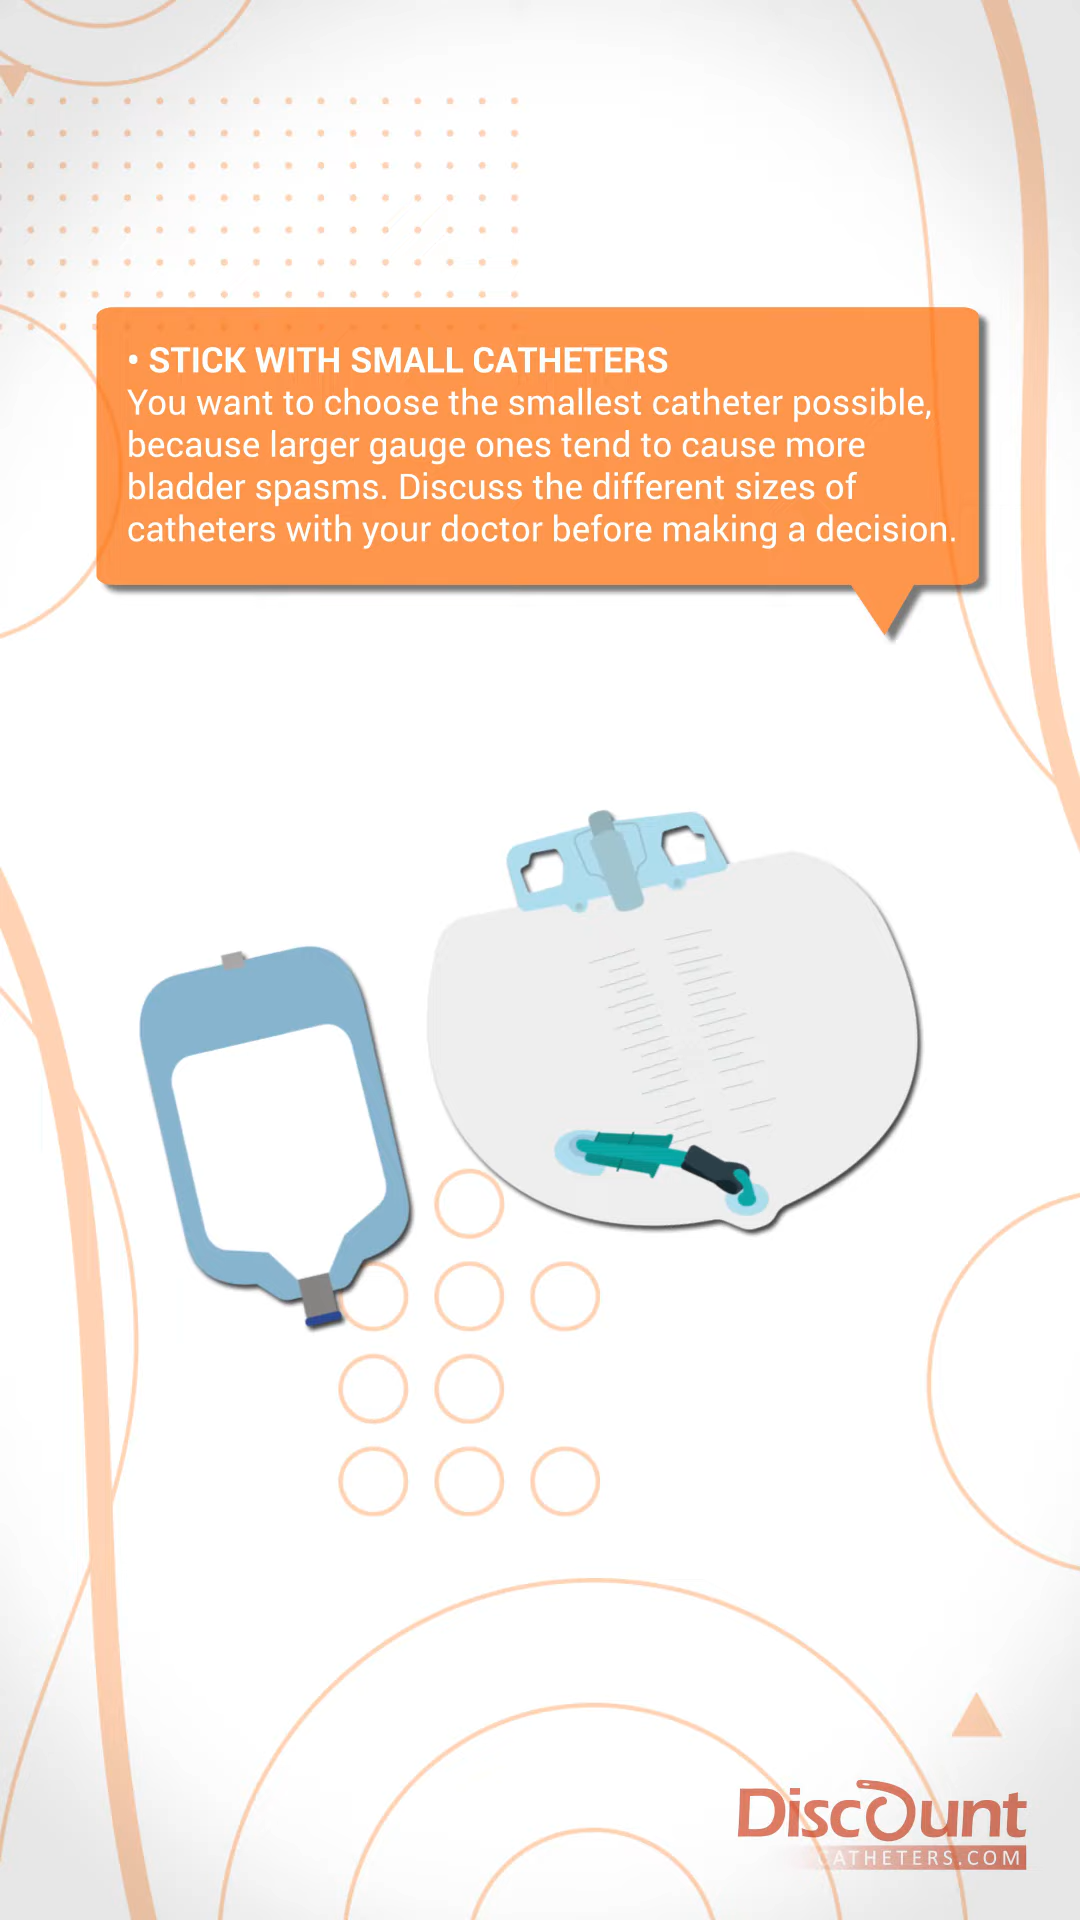 • STICK WITH SMALL CATHETERS
You want to choose the smallest catheter possible,
because larger gauge ones tend to cause more
bladder spasms. Discuss the different sizes of
catheters with your doctor before making a decision.
Discount
CATHETERS.COM